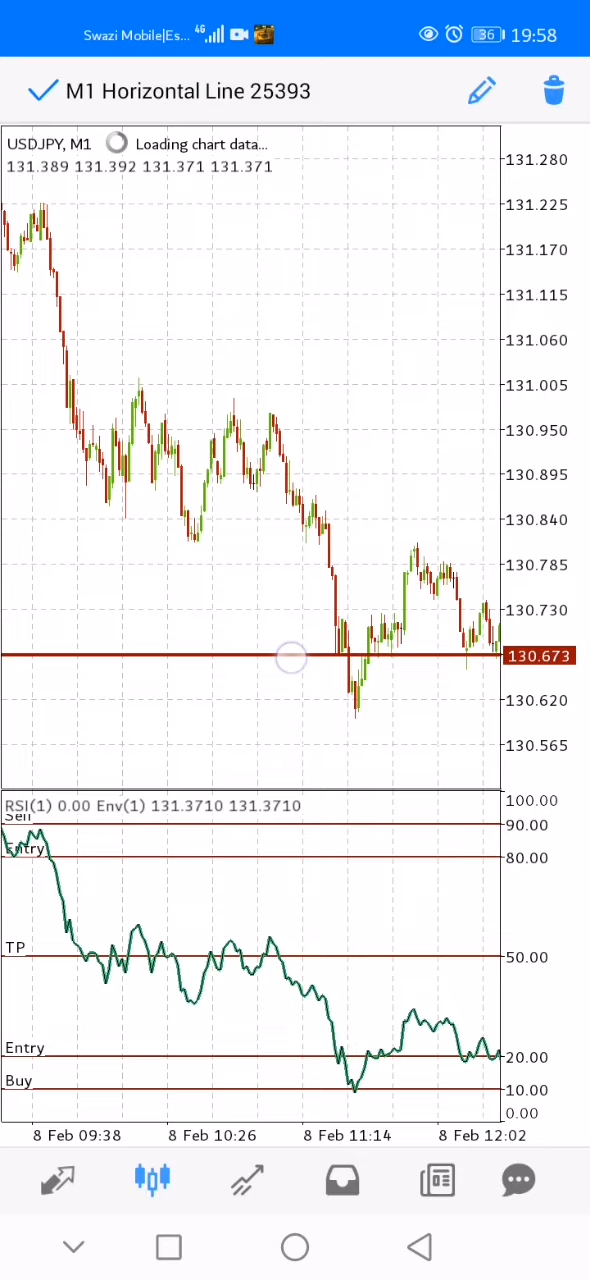 Swazi Mobile|Es... 4G 36 19:58
M1 Horizontal Line 25393
USDJPY, M1 Loading chart data...
131.389 131.392 131.371 131.371
131.280
131.225
131.170
131.115
131.060
131.005
130.950
130.895
130.840
130.785
130.730
130.673
130.620
130.565
RSI(1) 0.00 Env(1) 131.3710 131.3710
100.00
Sell
90.00
Entry
80.00
TP
50.00
Entry
20.00
Buy
10.00
0.00
8 Feb 09:38 8 Feb 10:26 8 Feb 11:14 8 Feb 12:02